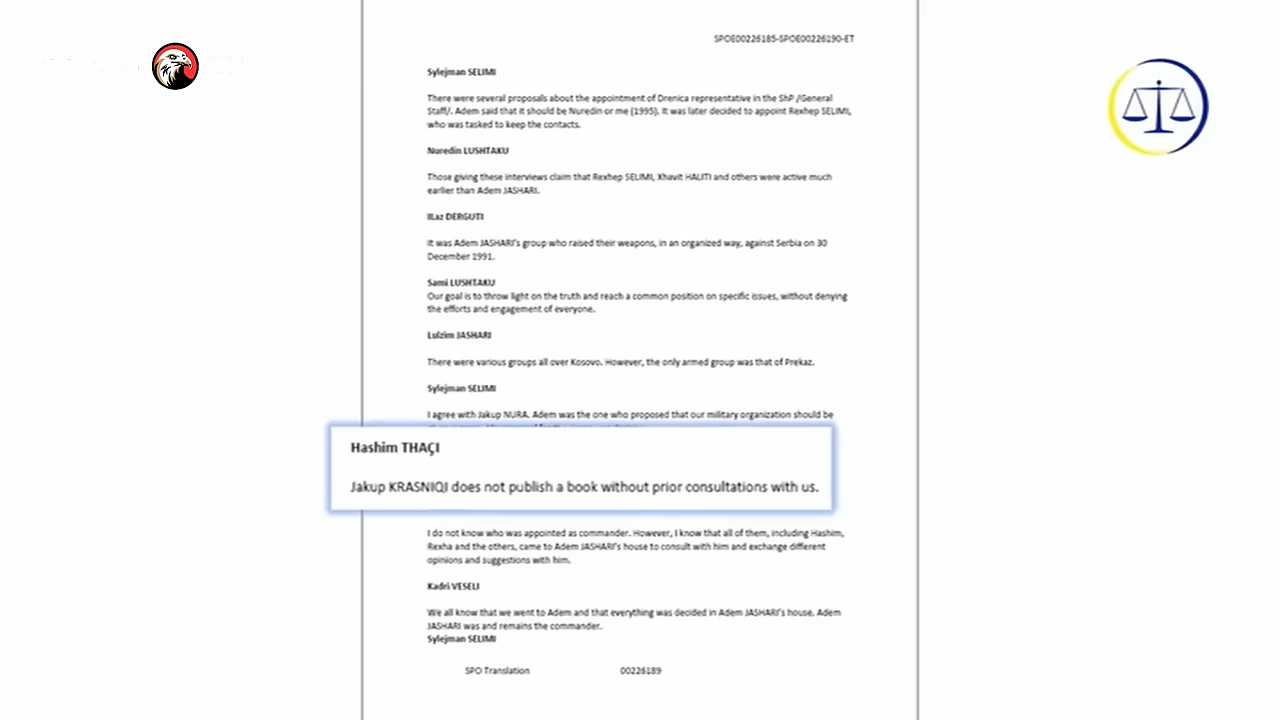 SPOE00226185-SPOE00226190-ET
Sylejman SELIMI
There were several proposals about the appointment of Drenica representative in the ShP /General
Staff/. Adem said that it should be Nuredin or me (1995). It was later decided to appoint Rexhep SELIMI,
who was tasked to keep the contacts.
Nuredin LUSHTAKU
Those giving these interviews claim that Rexhep SELIMI, Xhavit HALITI and others were active much
earlier than Adem JASHARI.
ILaz DERGUTI
It was Adem JASHARI's group who raised their weapons, in an organized way, against Serbia on 30
December 1991.
Sami LUSHTAKU
Our goal is to throw light on the truth and reach a common position on specific issues, without denying
the efforts and engagement of everyone.
Lulzim JASHARI
There were various groups all over Kosovo. However, the only armed group was that of Prekaz.
Sylejman SELIMI
I agree with Jakup NURA. Adem was the one who proposed that our military organization should be
Hashim THAÇI
Jakup KRASNIQI does not publish a book without prior consultations with us.
I do not know who was appointed as commander. However, I know that all of them, including Hashim,
Rexha and the others, came to Adem JASHARI's house to consult with him and exchange different
opinions and suggestions with him.
Kadri VESELI
We all know that we went to Adem and that everything was decided in Adem JASHARI's house. Adem
JASHARI was and remains the commander.
Sylejman SELIMI
SPO Translation 00226189